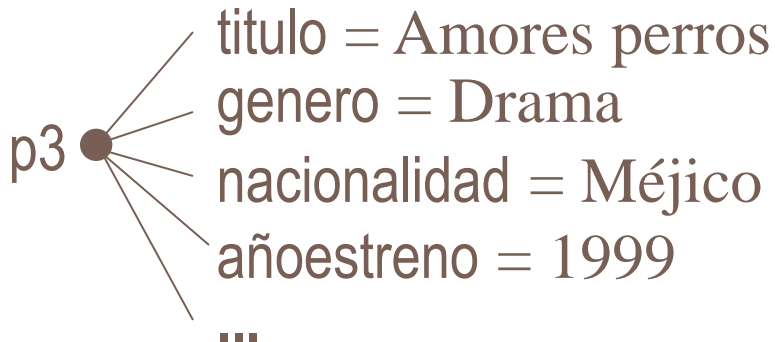 titulo = Amores perros
genero = Drama
p3
nacionalidad = Méjico
añoestreno = 1999
...